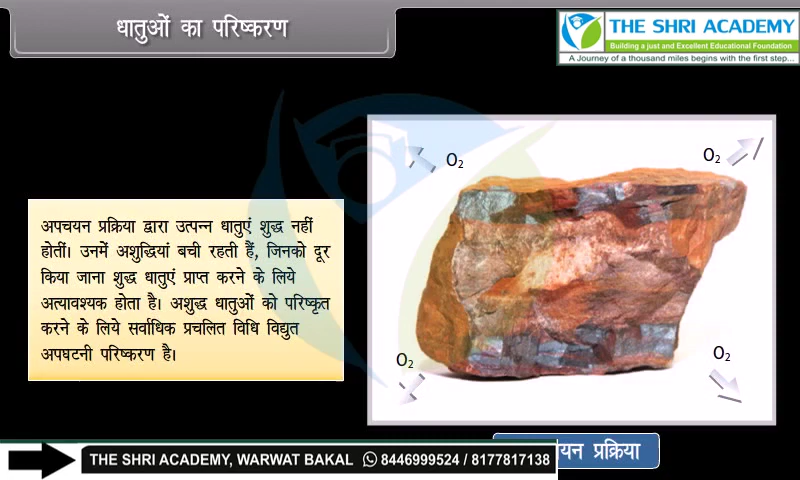 धातुओं का परिष्करण
THE SHRI ACADEMY
Building a just and Excellent Educational Foundation
A Journey of a thousand miles begins with the first step...
O2
O2
अपचयन प्रक्रिया द्वारा उत्पन्न धातुएं शुद्ध नहीं
होतीं। उनमें अशुद्धियां बची रहती हैं, जिनको दूर
किया जाना शुद्ध धातुएं प्राप्त करने के लिये
अत्यावश्यक होता है। अशुद्ध धातुओं को परिष्कृत
करने के लिये सर्वाधिक प्रचलित विधि विद्युत
अपघटनी परिष्करण है।
O2
O2
यन प्रक्रिया
THE SHRI ACADEMY, WARWAT BAKAL 8446999524 / 8177817138